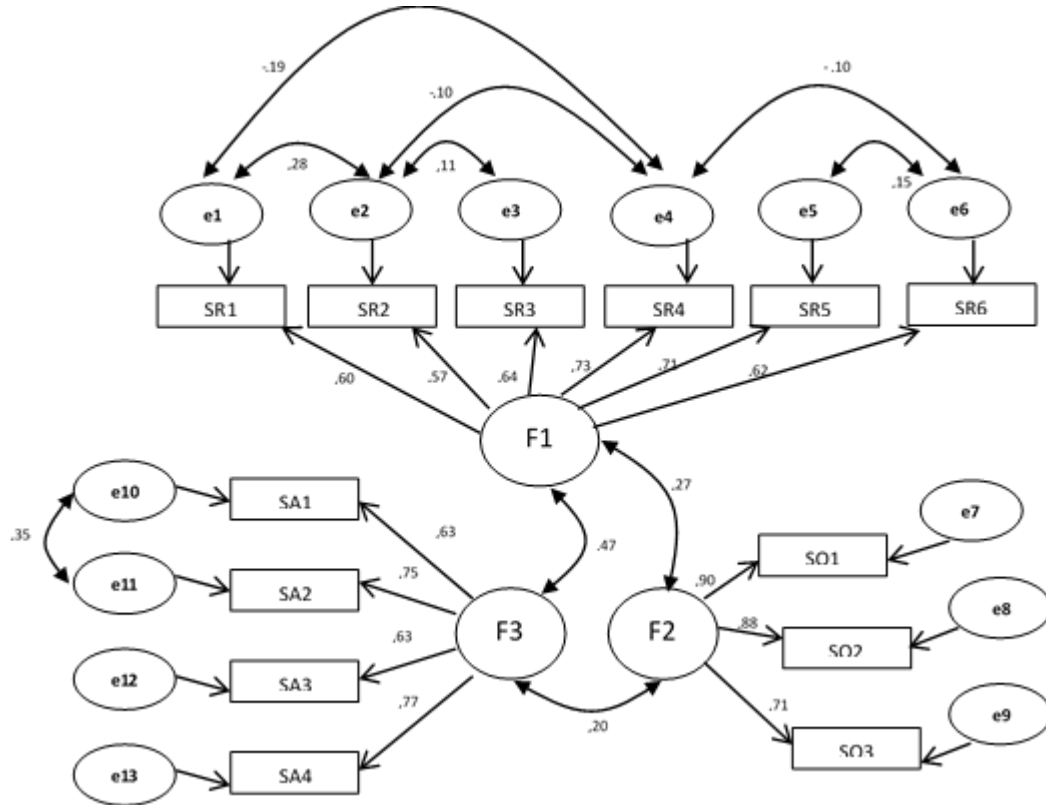 -.19
-.10
- .10
,28
,11
,15
e1
e2
e3
e4
e5
e6
SR1
SR2
SR3
SR4
SR5
SR6
,60
,57
,64
,73
,71
,62
F1
e10
SA1
,63
,27
e7
.35
.47
SO1
e11
SA2
,75
,90
e8
F3
F2
,88
SO2
,63
e12
SA3
,77
,71
e9
,20
SO3
e13
SA4